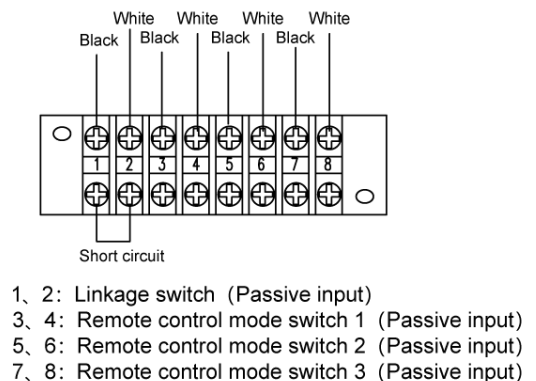 White White White White
Black Black Black Black
1 2 3 4 5 6 7 8
Short circuit
1、2: Linkage switch (Passive input)
3、4: Remote control mode switch 1 (Passive input)
5、6: Remote control mode switch 2 (Passive input)
7、8: Remote control mode switch 3 (Passive input)